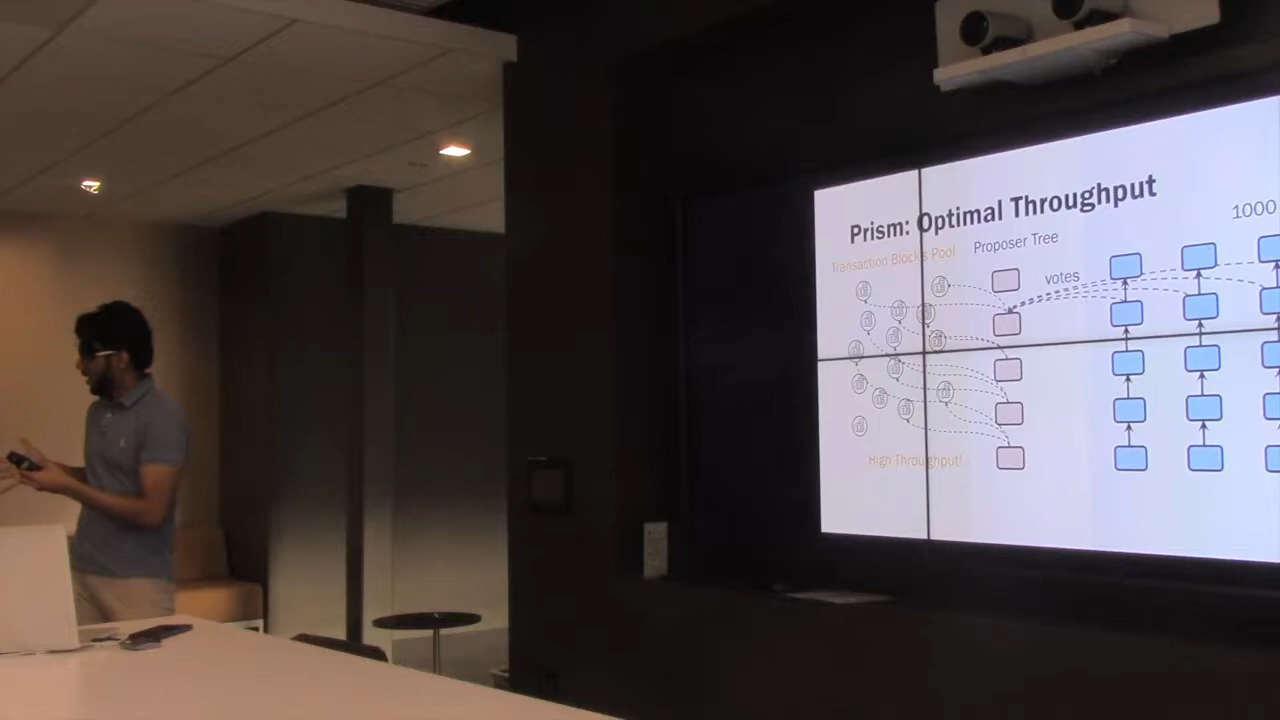 Prism: Optimal Throughput
1000
Transaction Blocks Pool
Proposer Tree
votes
High Throughput!